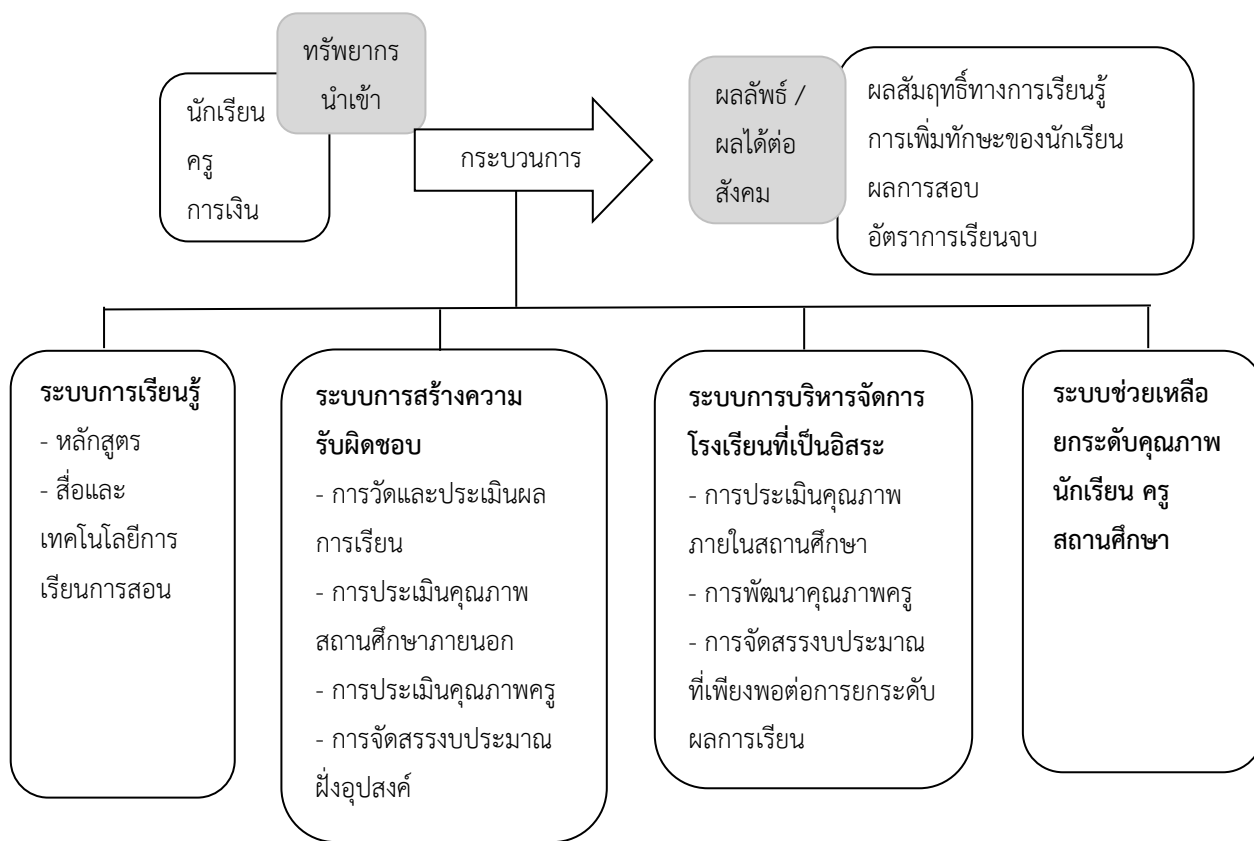 ทรัพยากร
นำเข้า
นักเรียน
ครู
การเงิน
กระบวนการ
ผลลัพธ์ /
ผลได้ต่อ
สังคม
ผลสัมฤทธิ์ทางการเรียนรู้
การเพิ่มทักษะของนักเรียน
ผลการสอบ
อัตราการเรียนจบ
ระบบการเรียนรู้
- หลักสูตร
- สื่อและ
เทคโนโลยีการ
เรียนการสอน
ระบบการสร้างความ
รับผิดชอบ
- การวัดและประเมินผล
การเรียน
- การประเมินคุณภาพ
สถานศึกษาภายนอก
- การประเมินคุณภาพครู
- การจัดสรรงบประมาณ
ฝั่งอุปสงค์
ระบบการบริหารจัดการ
โรงเรียนที่เป็นอิสระ
- การประเมินคุณภาพ
ภายในสถานศึกษา
- การพัฒนาคุณภาพครู
- การจัดสรรงบประมาณ
ที่เพียงพอต่อการยกระดับ
ผลการเรียน
ระบบช่วยเหลือ
ยกระดับคุณภาพ
นักเรียน ครู
สถานศึกษา